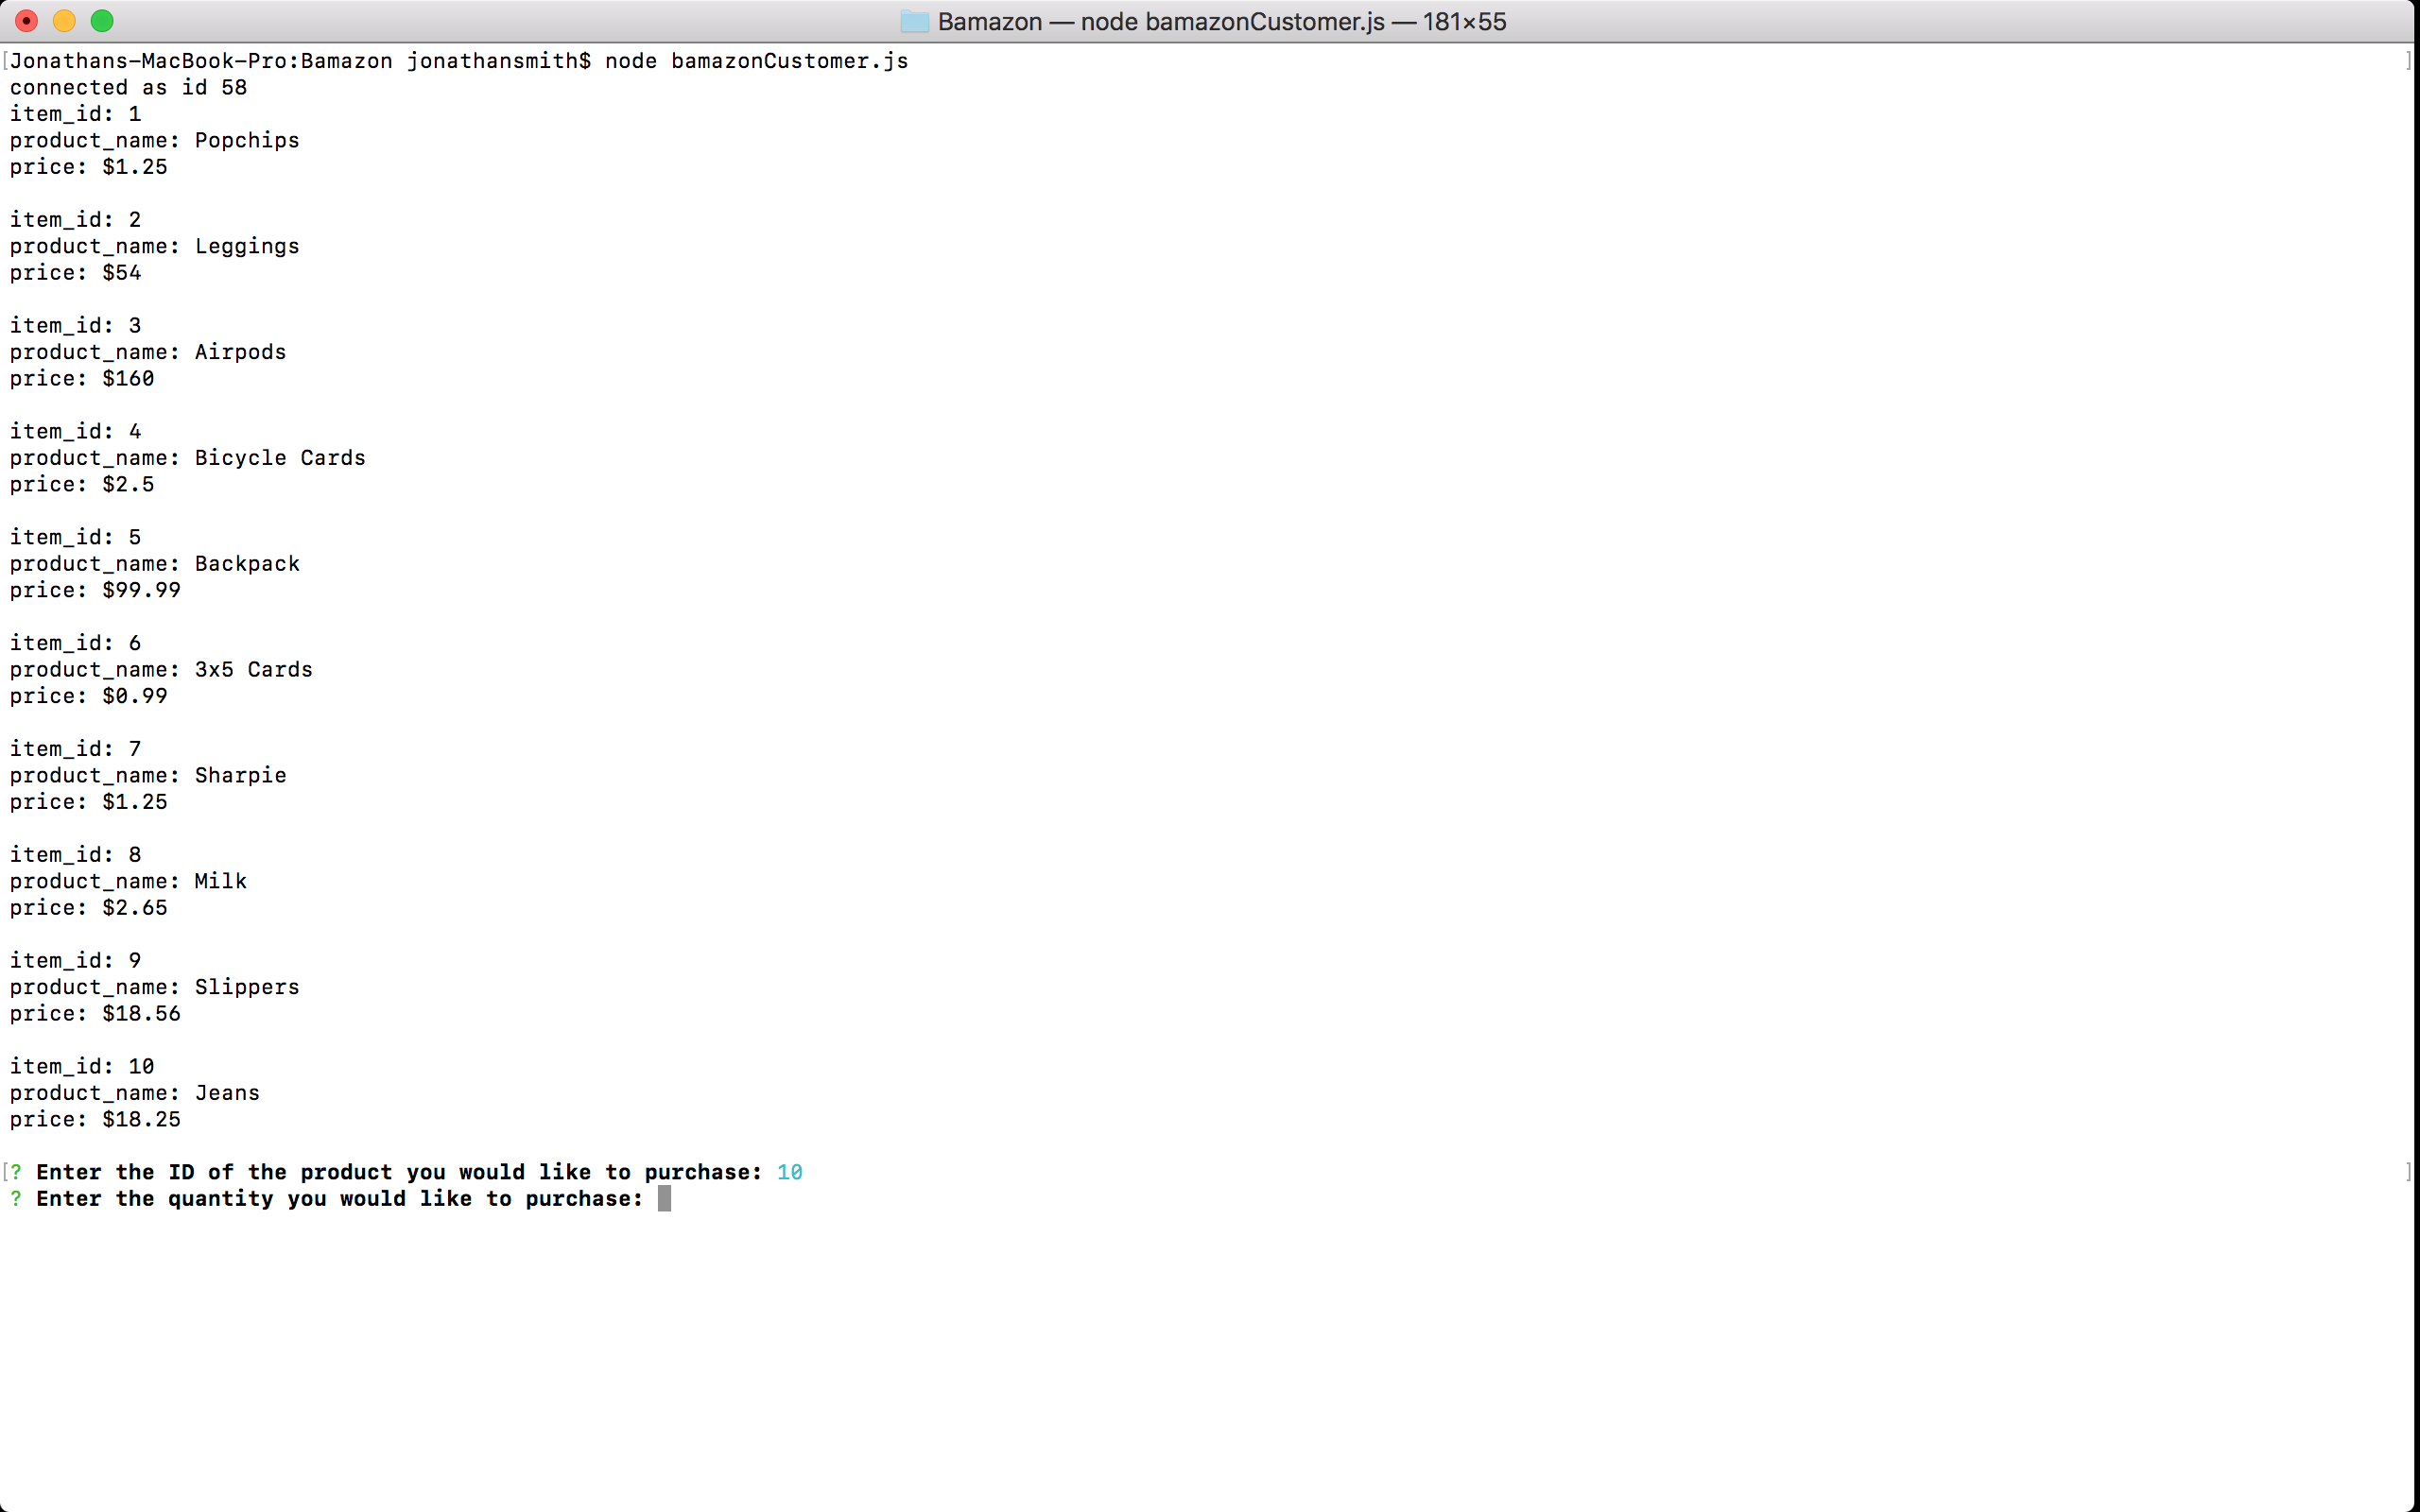 Bamazon — node bamazonCustomer.js — 181×55
[Jonathans-MacBook-Pro:Bamazon jonathansmith$ node bamazonCustomer.js ]
connected as id 58
item_id: 1
product_name: Popchips
price: $1.25
item_id: 2
product_name: Leggings
price: $54
item_id: 3
product_name: Airpods
price: $160
item_id: 4
product_name: Bicycle Cards
price: $2.5
item_id: 5
product_name: Backpack
price: $99.99
item_id: 6
product_name: 3x5 Cards
price: $0.99
item_id: 7
product_name: Sharpie
price: $1.25
item_id: 8
product_name: Milk
price: $2.65
item_id: 9
product_name: Slippers
price: $18.56
item_id: 10
product_name: Jeans
price: $18.25
[? Enter the ID of the product you would like to purchase: 10 ]
? Enter the quantity you would like to purchase: